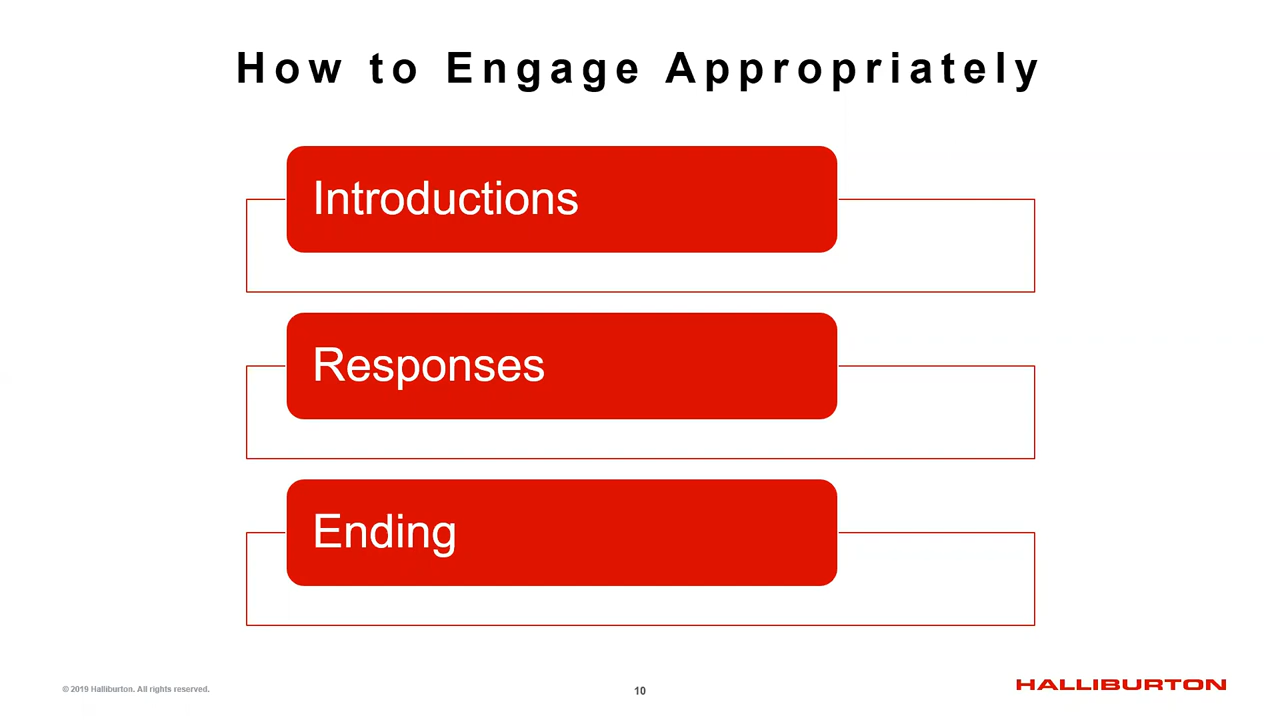 How to Engage Appropriately
Introductions
Responses
Ending
© 2019 Halliburton. All rights reserved.
10
HALLIBURTON